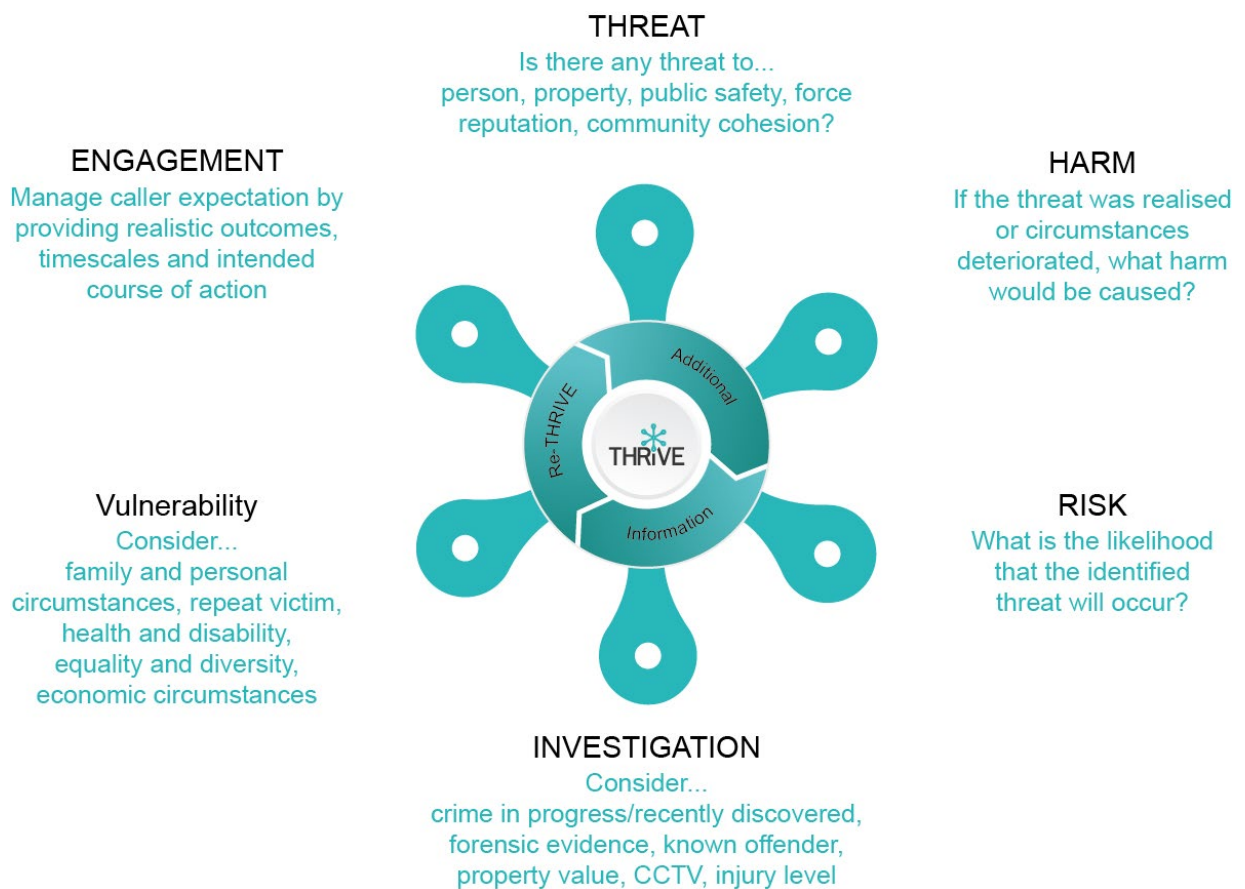 THREAT
Is there any threat to...
person, property, public safety, force
reputation, community cohesion?
HARM
If the threat was realised
or circumstances
deteriorated, what harm
would be caused?
RISK
What is the likelihood
that the identified
threat will occur?
INVESTIGATION
Consider...
crime in progress/recently discovered,
forensic evidence, known offender,
property value, CCTV, injury level
Vulnerability
Consider...
family and personal
circumstances, repeat victim,
health and disability,
equality and diversity,
economic circumstances
ENGAGEMENT
Manage caller expectation by
providing realistic outcomes,
timescales and intended
course of action
Additional
Information
Re-THRIVE
THRiVE